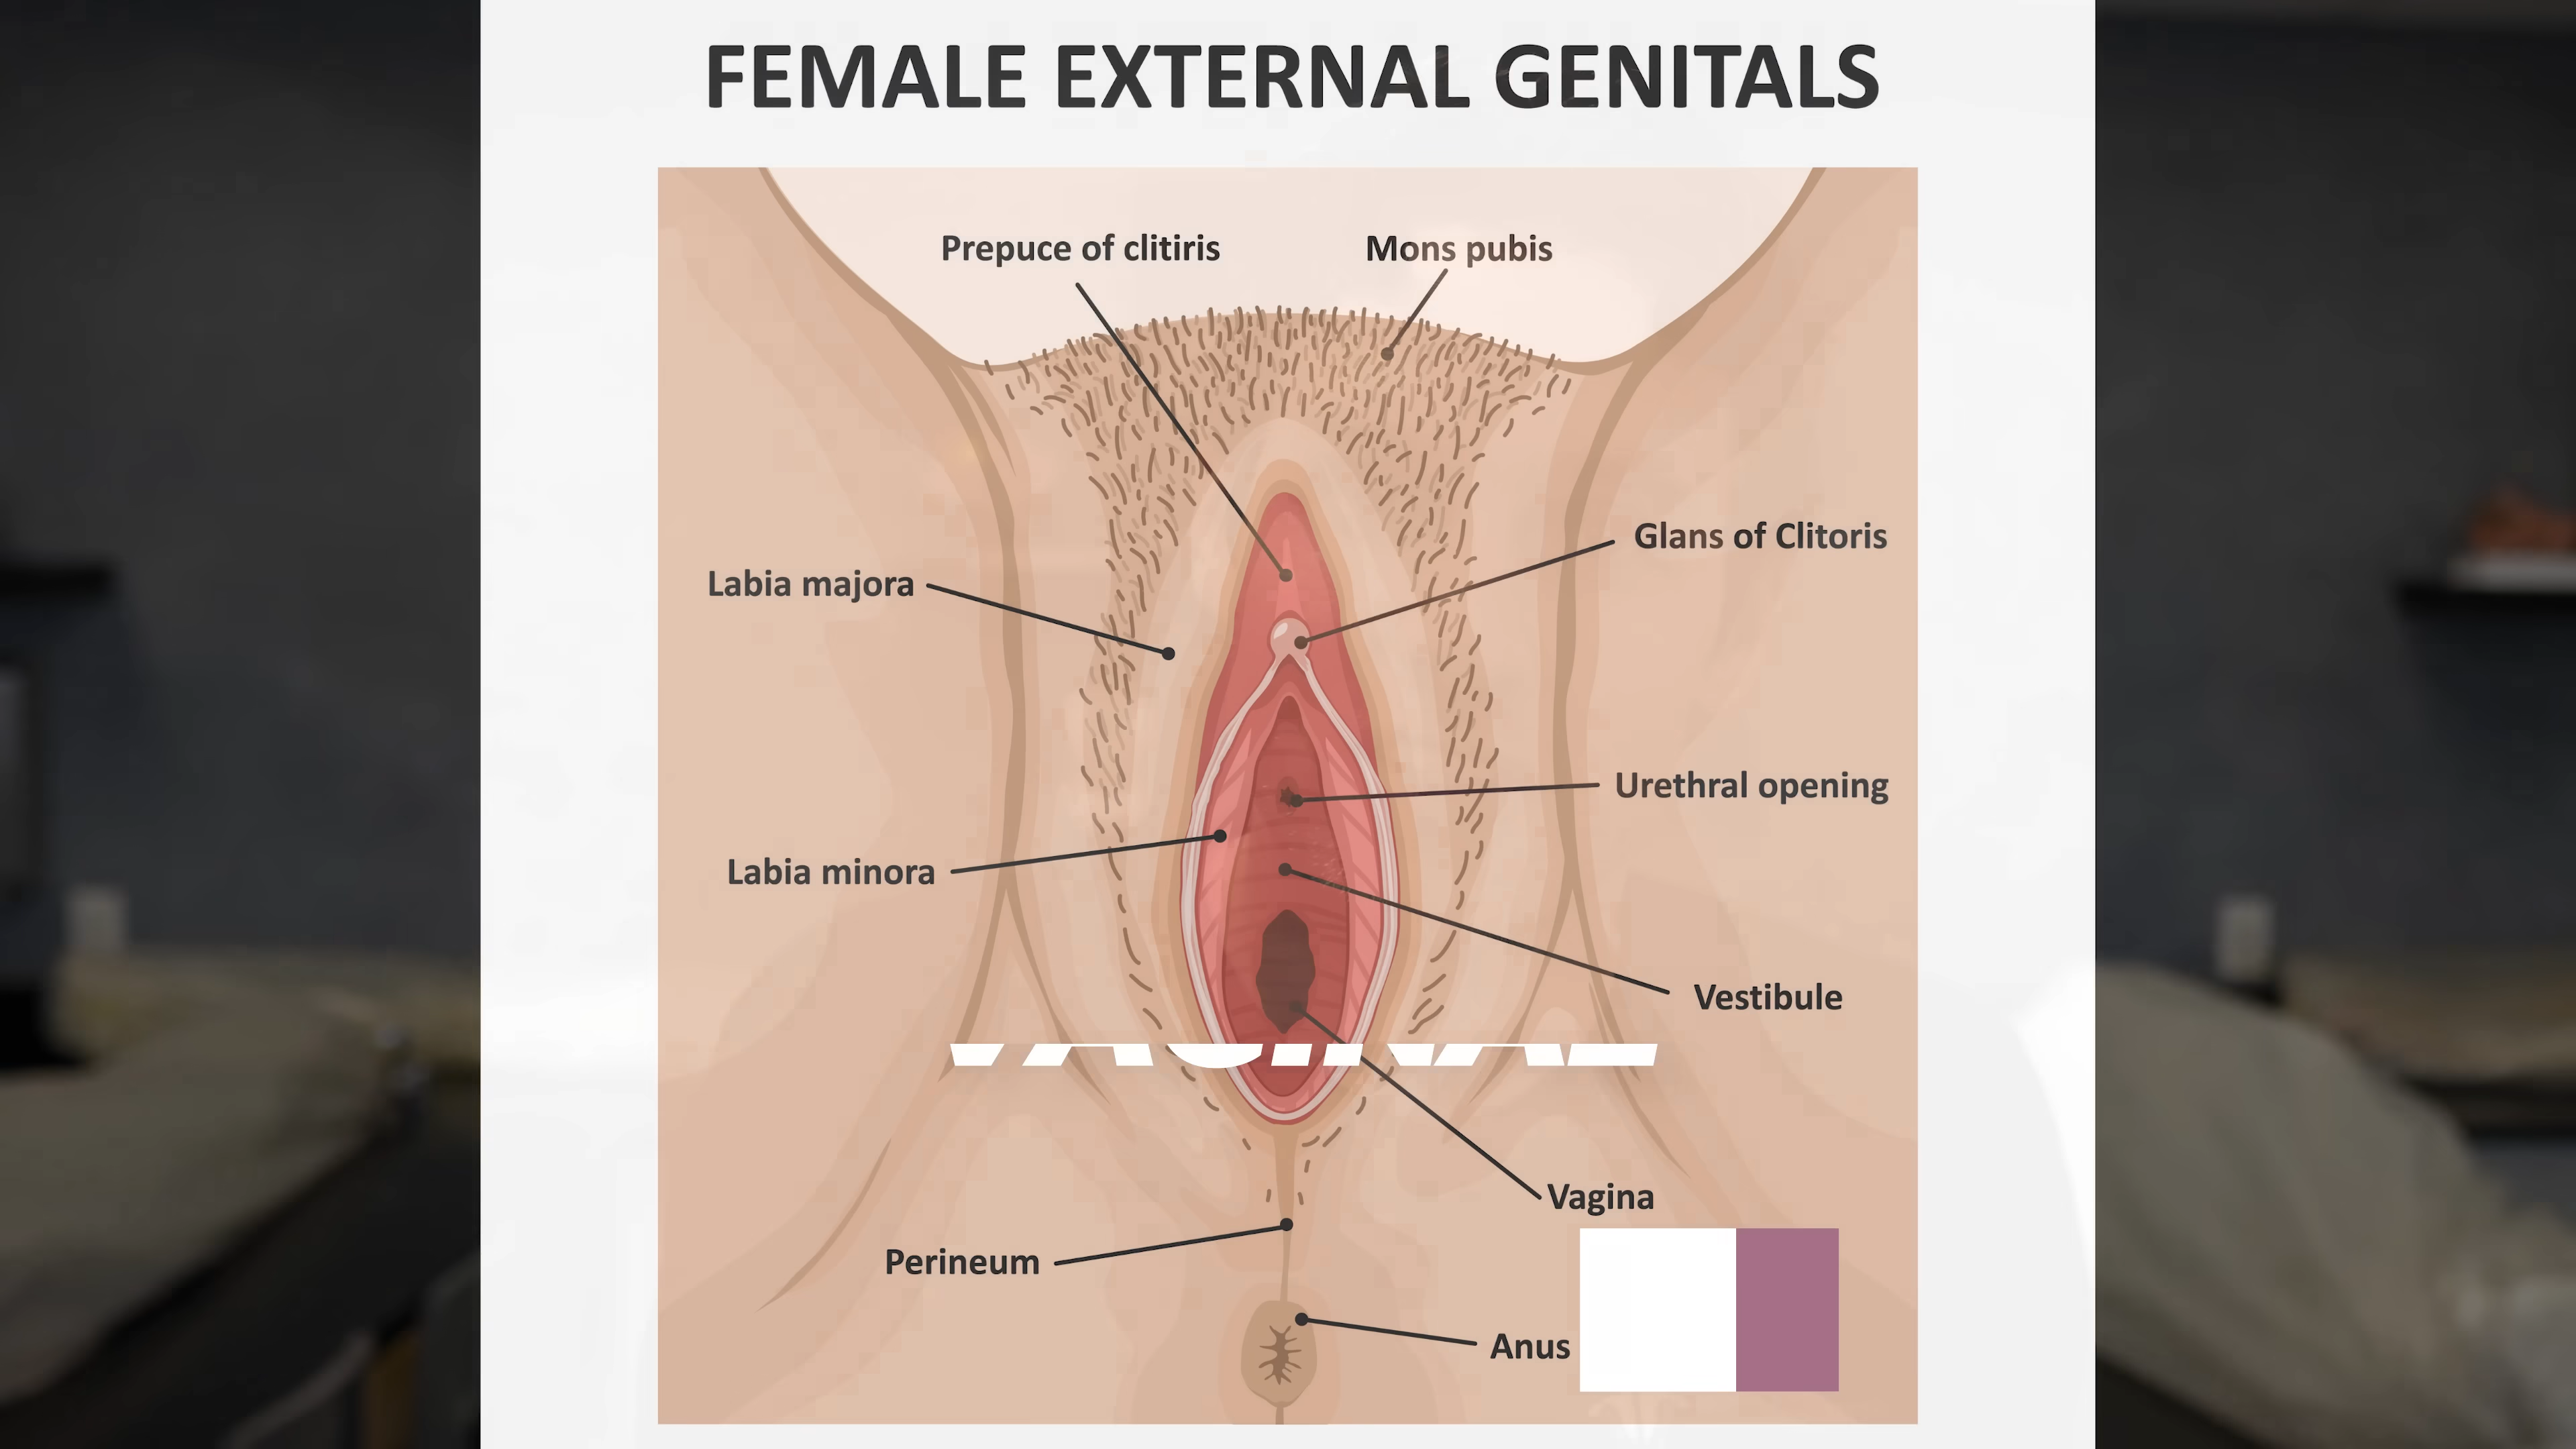 FEMALE EXTERNAL GENITALS
Prepuce of clitiris
Mons pubis
Glans of Clitoris
Labia majora
Urethral opening
Labia minora
Vestibule
Vagina
Perineum
Anus